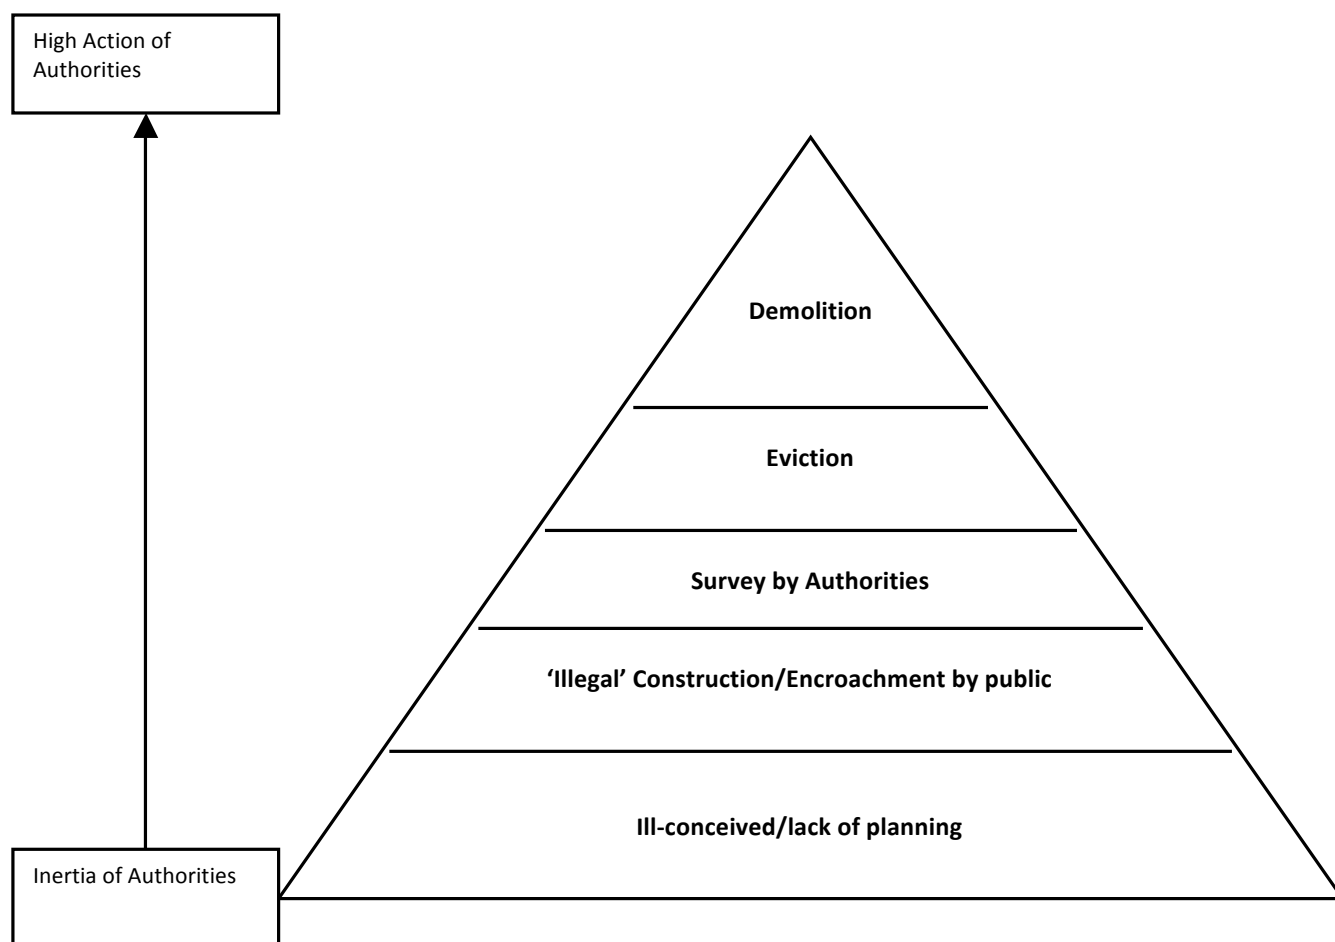 High Action of
Authorities
Demolition
Eviction
Survey by Authorities
‘Illegal’ Construction/Encroachment by public
Ill-conceived/lack of planning
Inertia of Authorities